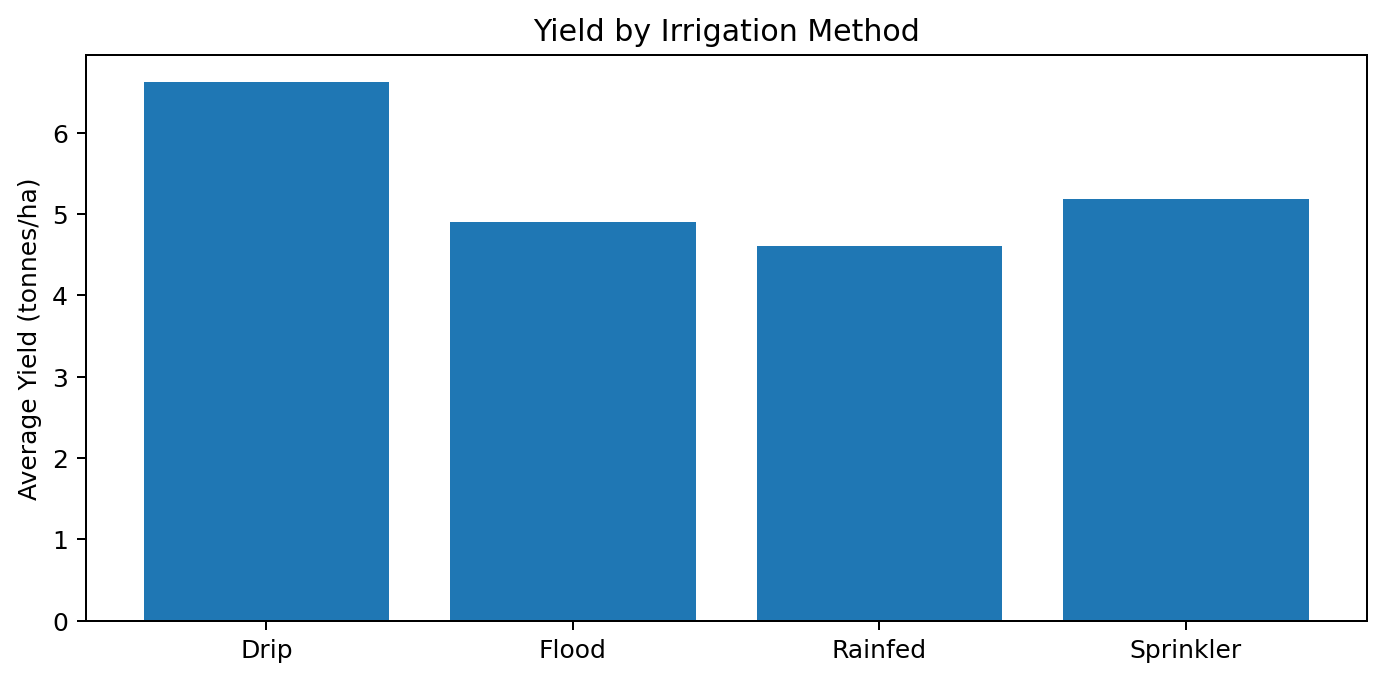 Yield by Irrigation Method
Average Yield (tonnes/ha)
6
5
4
3
2
1
0
Drip Flood Rainfed Sprinkler